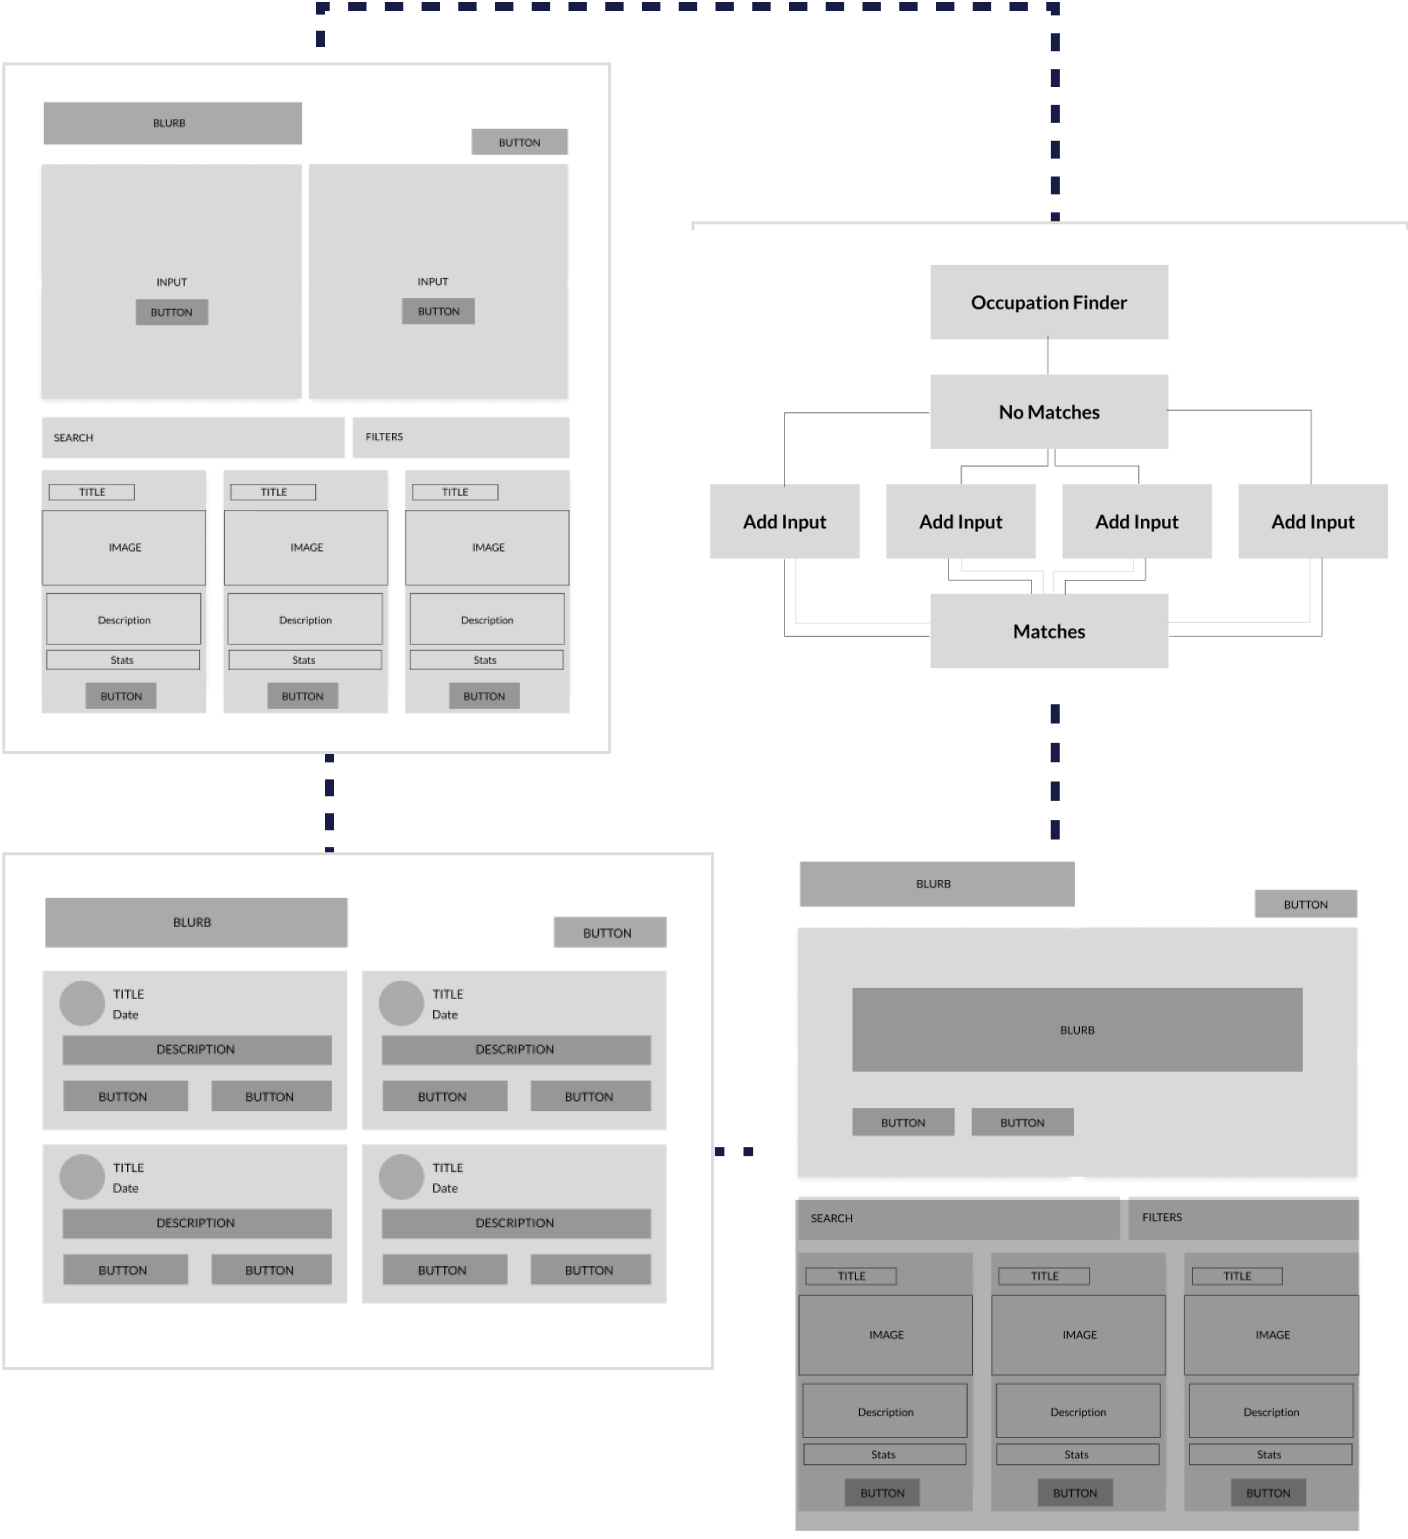 BLURB
BUTTON
INPUT
BUTTON
INPUT
BUTTON
SEARCH
FILTERS
TITLE TITLE TITLE
IMAGE IMAGE IMAGE
Description Description Description
Stats Stats Stats
BUTTON BUTTON BUTTON
Occupation Finder
No Matches
Add Input Add Input Add Input Add Input
Matches
BLURB
BUTTON
TITLE
Date
DESCRIPTION
BUTTON BUTTON
TITLE
Date
DESCRIPTION
BUTTON BUTTON
TITLE
Date
DESCRIPTION
BUTTON BUTTON
TITLE
Date
DESCRIPTION
BUTTON BUTTON
BLURB
BUTTON
BLURB
BUTTON BUTTON
SEARCH
FILTERS
TITLE TITLE TITLE
IMAGE IMAGE IMAGE
Description Description Description
Stats Stats Stats
BUTTON BUTTON BUTTON